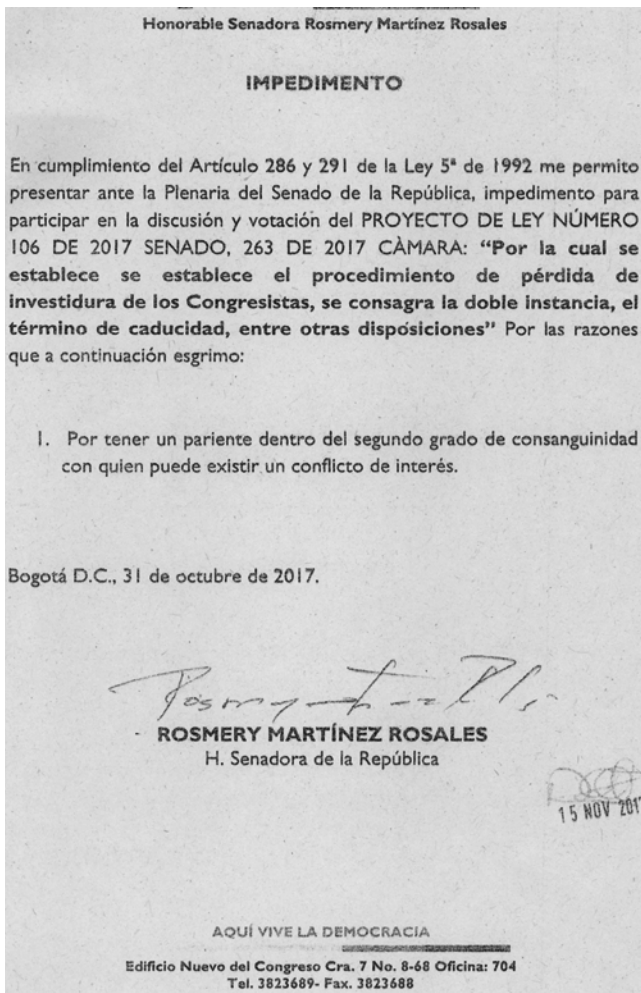 Honorable Senadora Rosmery Martínez Rosales
IMPEDIMENTO
En cumplimiento del Artículo 286 y 291 de la Ley 5ª de 1992 me permito
presentar ante la Plenaria del Senado de la República, impedimento para
participar en la discusión y votación del PROYECTO DE LEY NÚMERO
106 DE 2017 SENADO, 263 DE 2017 CÀMARA: “Por la cual se
establece se establece el procedimiento de pérdida de
investidura de los Congresistas, se consagra la doble instancia, el
término de caducidad, entre otras disposiciones” Por las razones
que a continuación esgrimo:
1. Por tener un pariente dentro del segundo grado de consanguinidad
con quien puede existir un conflicto de interés.
Bogotá D.C., 31 de octubre de 2017.
ROSMERY MARTÍNEZ ROSALES
H. Senadora de la República
15 NOV 2017
AQUÍ VIVE LA DEMOCRACIA
Edificio Nuevo del Congreso Cra. 7 No. 8-68 Oficina: 704
Tel. 3823689- Fax. 3823688